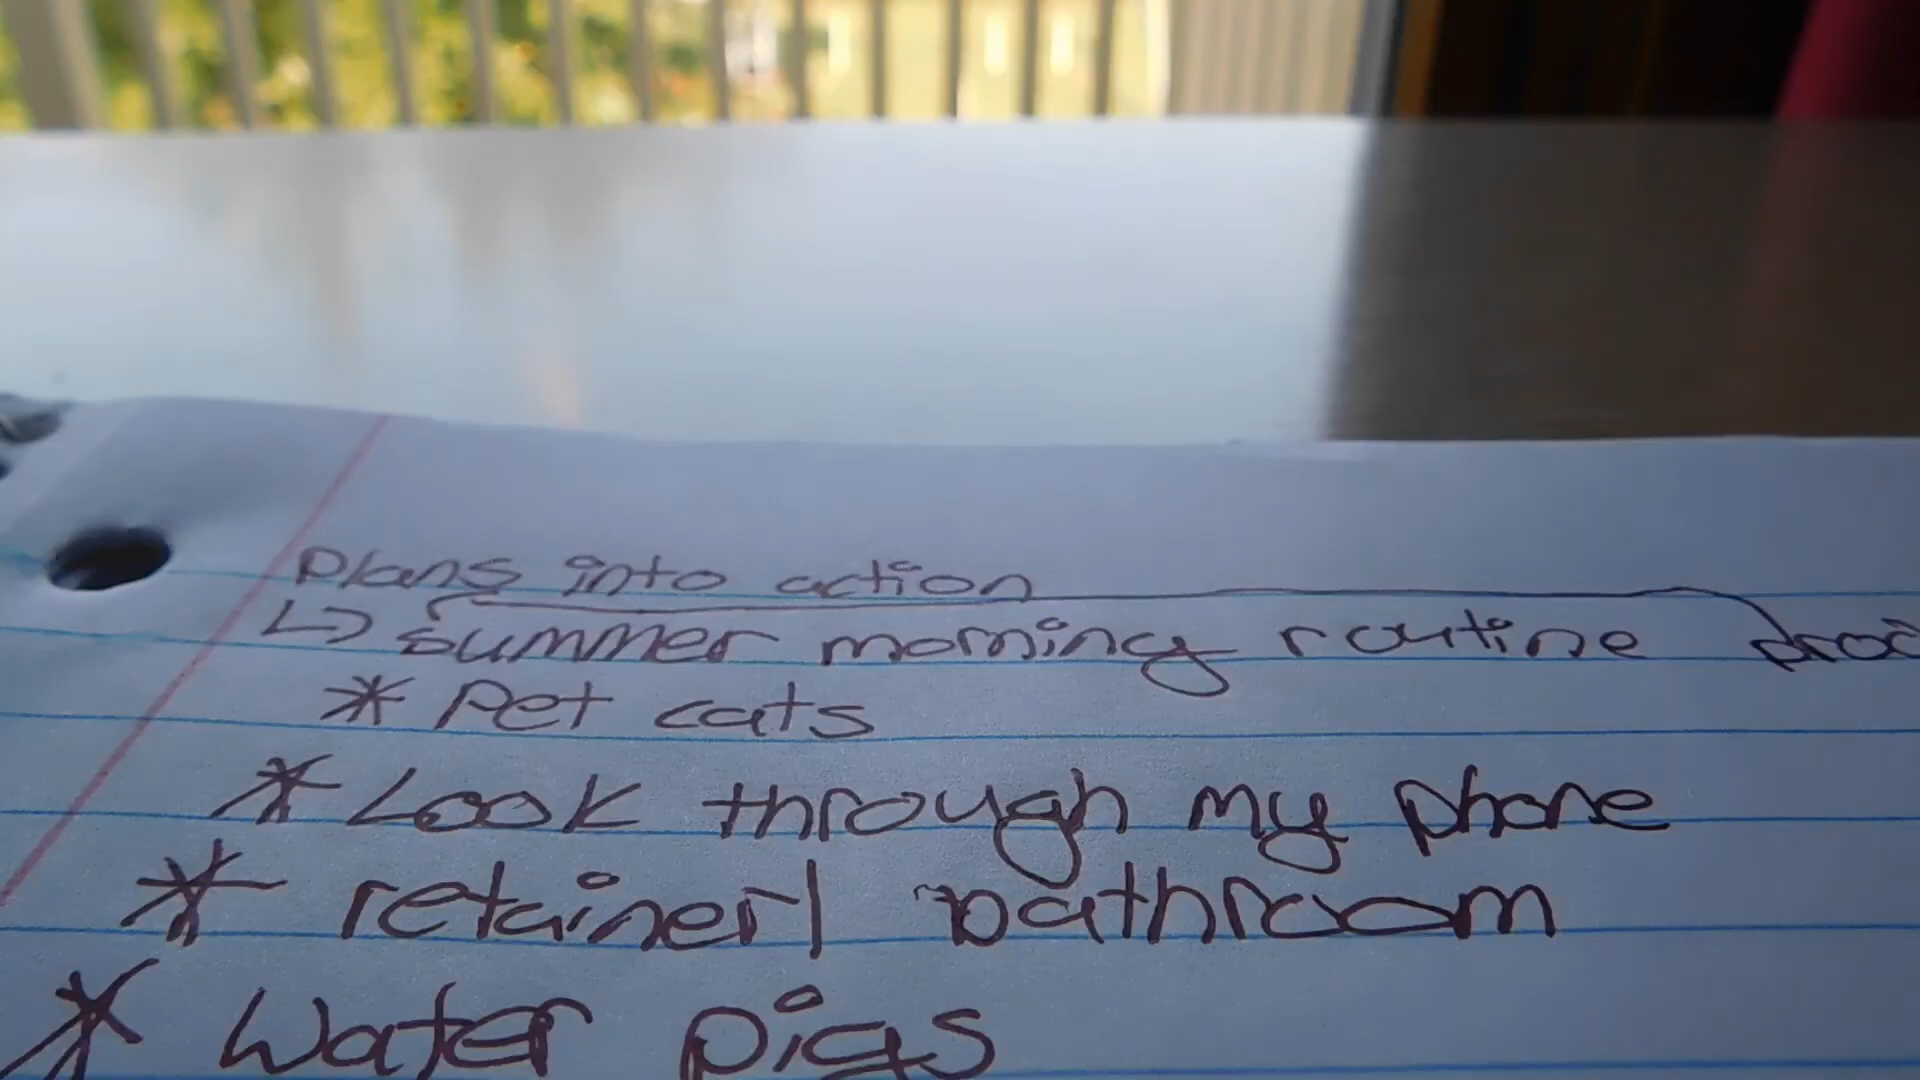 Plans into action
↳ Summer morning routine
* Pet cats
* Look through my phone
* retainer| bathroom
* Water pigs